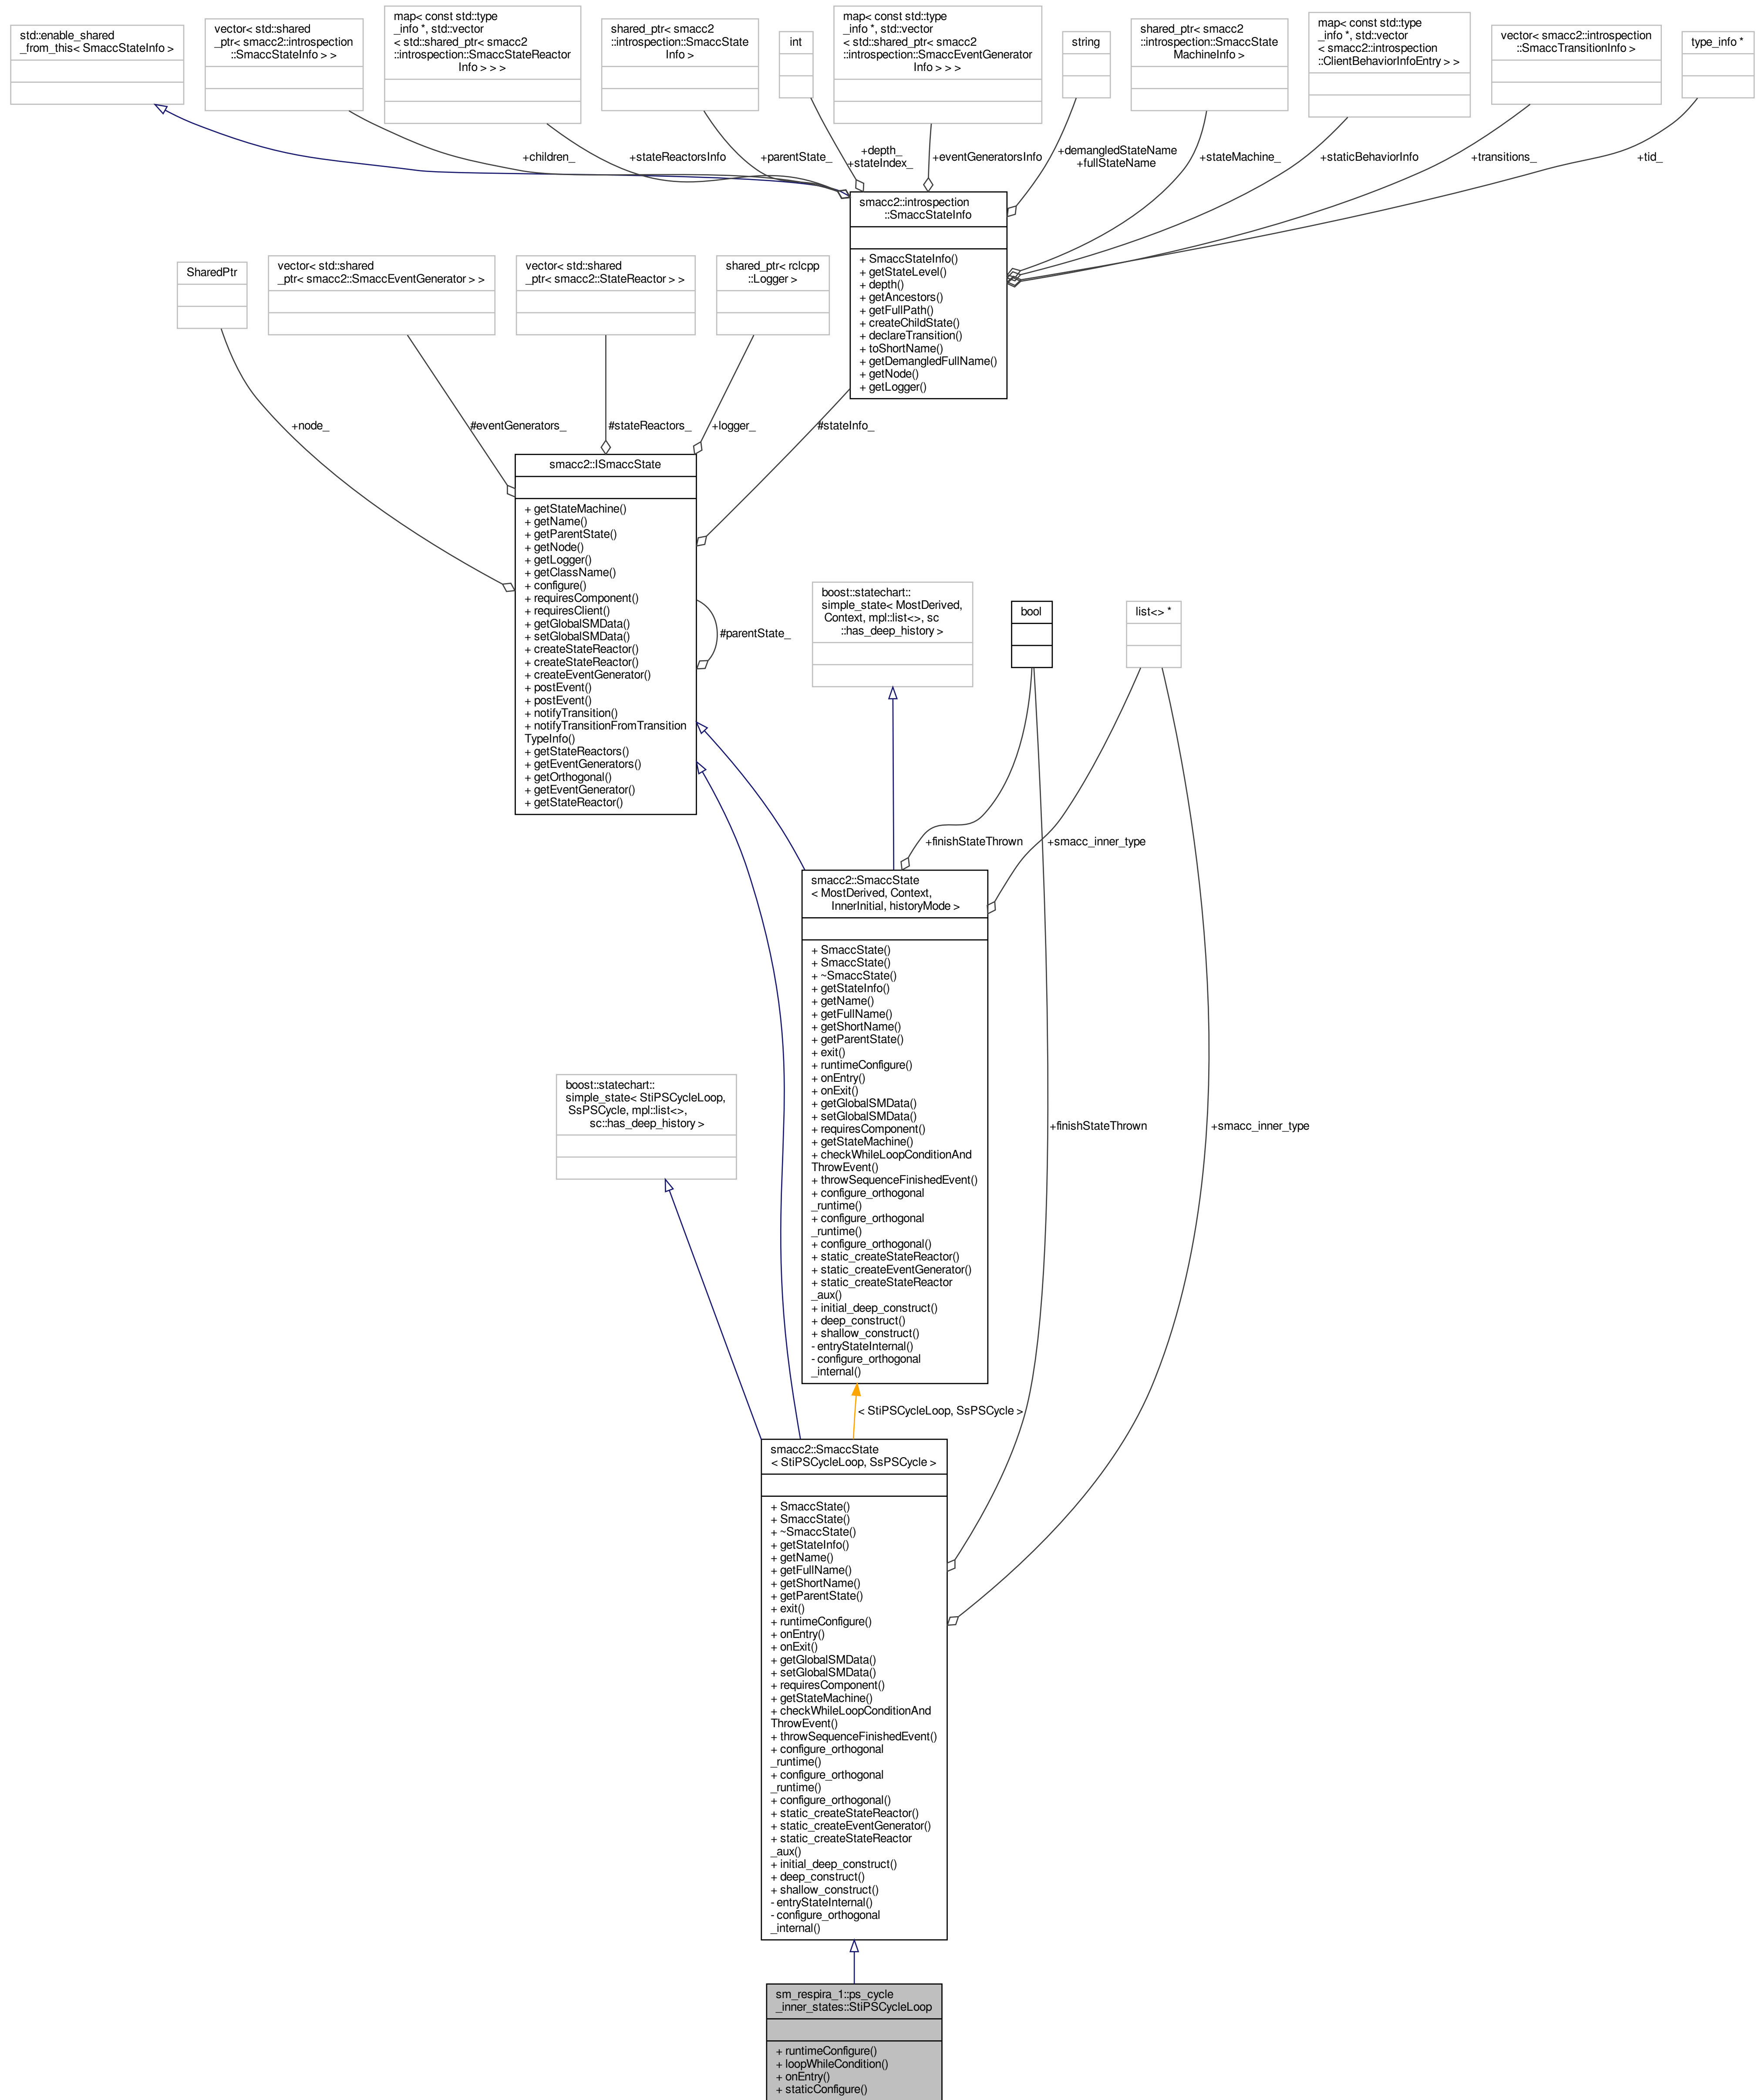 std::enable_shared
_from_this< SmaccStateInfo >
vector< std::shared
_ptr< smacc2::introspection
::SmaccStateInfo > >
map< const std::type
_info *, std::vector
< std::shared_ptr< smacc2
::introspection::SmaccStateReactor
Info > > >
shared_ptr< smacc2
::introspection::SmaccState
Info >
int
map< const std::type
_info *, std::vector
< std::shared_ptr< smacc2
::introspection::SmaccEventGenerator
Info > > >
string
shared_ptr< smacc2
::introspection::SmaccState
MachineInfo >
map< const std::type
_info *, std::vector
< smacc2::introspection
::ClientBehaviorInfoEntry > >
vector< smacc2::introspection
::SmaccTransitionInfo >
type_info *
+children_
+stateReactorsInfo
+parentState_
+depth_
+stateIndex_
+eventGeneratorsInfo
+demangledStateName
+fullStateName
+stateMachine_
+staticBehaviorInfo
+transitions_
+tid_
smacc2::introspection
::SmaccStateInfo
+ SmaccStateInfo()
+ getStateLevel()
+ depth()
+ getAncestors()
+ getFullPath()
+ createChildState()
+ declareTransition()
+ toShortName()
+ getDemangledFullName()
+ getNode()
+ getLogger()
SharedPtr
vector< std::shared
_ptr< smacc2::SmaccEventGenerator > >
vector< std::shared
_ptr< smacc2::StateReactor > >
shared_ptr< rclcpp
::Logger >
+node_
#eventGenerators_
#stateReactors_
+logger_
#stateInfo_
smacc2::ISmaccState
+ getStateMachine()
+ getName()
+ getParentState()
+ getNode()
+ getLogger()
+ getClassName()
+ configure()
+ requiresComponent()
+ requiresClient()
+ getGlobalSMData()
+ setGlobalSMData()
+ createStateReactor()
+ createStateReactor()
+ createEventGenerator()
+ postEvent()
+ postEvent()
+ notifyTransition()
+ notifyTransitionFromTransition
TypeInfo()
+ getStateReactors()
+ getEventGenerators()
+ getOrthogonal()
+ getEventGenerator()
+ getStateReactor()
#parentState_
boost::statechart::
simple_state< MostDerived,
Context, mpl::list<>, sc
::has_deep_history >
bool
list<> *
+finishStateThrown
+smacc_inner_type
smacc2::SmaccState
< MostDerived, Context,
InnerInitial, historyMode >
+ SmaccState()
+ SmaccState()
+ ~SmaccState()
+ getStateInfo()
+ getName()
+ getFullName()
+ getShortName()
+ getParentState()
+ exit()
+ runtimeConfigure()
+ onEntry()
+ onExit()
+ getGlobalSMData()
+ setGlobalSMData()
+ requiresComponent()
+ getStateMachine()
+ checkWhileLoopConditionAnd
ThrowEvent()
+ throwSequenceFinishedEvent()
+ configure_orthogonal
_runtime()
+ configure_orthogonal
_runtime()
+ configure_orthogonal()
+ static_createStateReactor()
+ static_createEventGenerator()
+ static_createStateReactor
_aux()
+ initial_deep_construct()
+ deep_construct()
+ shallow_construct()
- entryStateInternal()
- configure_orthogonal
_internal()
boost::statechart::
simple_state< StiPSCycleLoop,
SsPSCycle, mpl::list<>,
sc::has_deep_history >
+finishStateThrown
+smacc_inner_type
< StiPSCycleLoop, SsPSCycle >
smacc2::SmaccState
< StiPSCycleLoop, SsPSCycle >
+ SmaccState()
+ SmaccState()
+ ~SmaccState()
+ getStateInfo()
+ getName()
+ getFullName()
+ getShortName()
+ getParentState()
+ exit()
+ runtimeConfigure()
+ onEntry()
+ onExit()
+ getGlobalSMData()
+ setGlobalSMData()
+ requiresComponent()
+ getStateMachine()
+ checkWhileLoopConditionAnd
ThrowEvent()
+ throwSequenceFinishedEvent()
+ configure_orthogonal
_runtime()
+ configure_orthogonal
_runtime()
+ configure_orthogonal()
+ static_createStateReactor()
+ static_createEventGenerator()
+ static_createStateReactor
_aux()
+ initial_deep_construct()
+ deep_construct()
+ shallow_construct()
- entryStateInternal()
- configure_orthogonal
_internal()
sm_respira_1::ps_cycle
_inner_states::StiPSCycleLoop
+ runtimeConfigure()
+ loopWhileCondition()
+ onEntry()
+ staticConfigure()